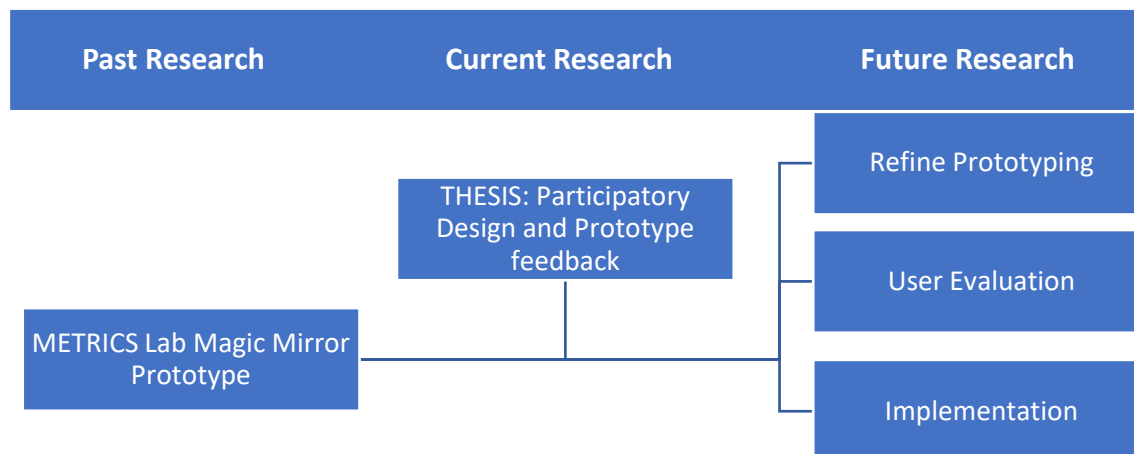 Past Research
Current Research
Future Research
Refine Prototyping
THESIS: Participatory
Design and Prototype
feedback
User Evaluation
METRICS Lab Magic Mirror
Prototype
Implementation